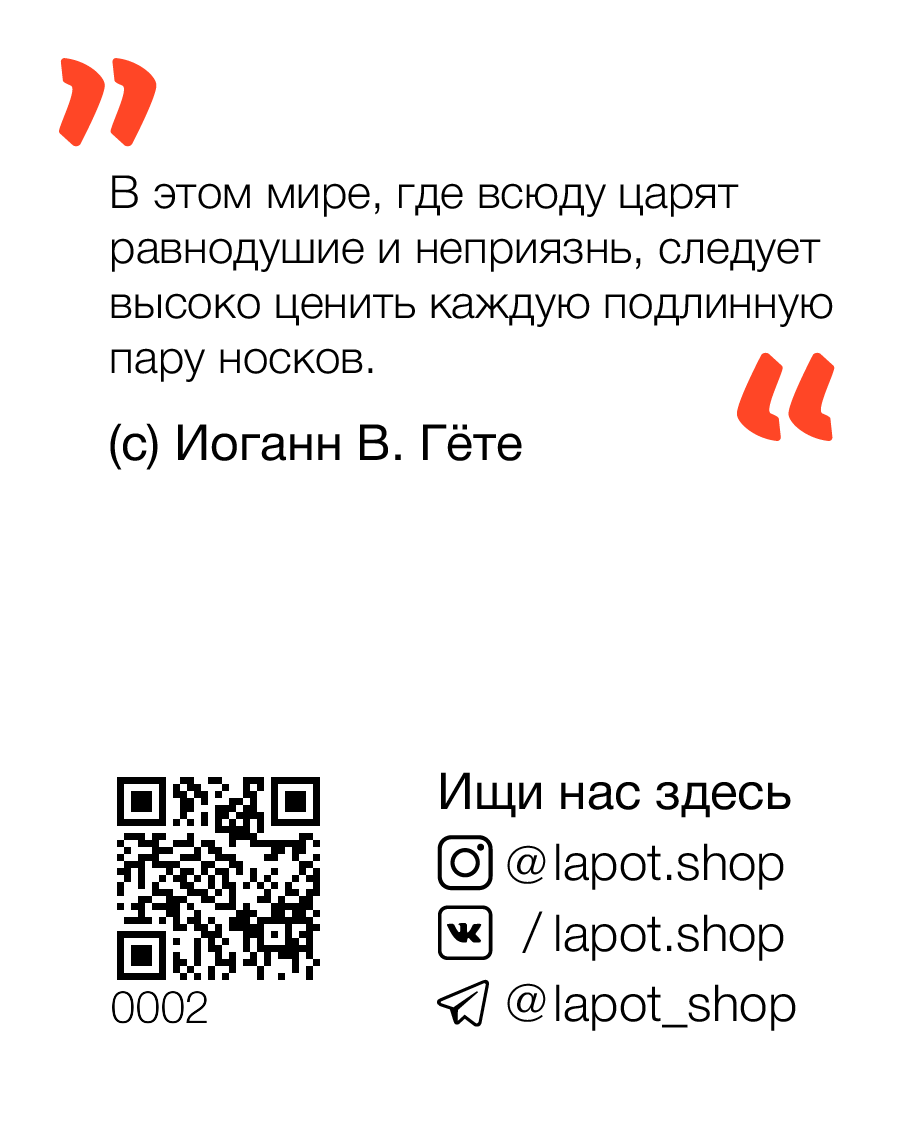 В этом мире, где всюду царят
равнодушие и неприязнь, следует
высоко ценить каждую подлинную
пару носков.
(с) Иоганн В. Гёте
Ищи нас здесь
@lapot.shop
/lapot.shop
@lapot_shop
0002